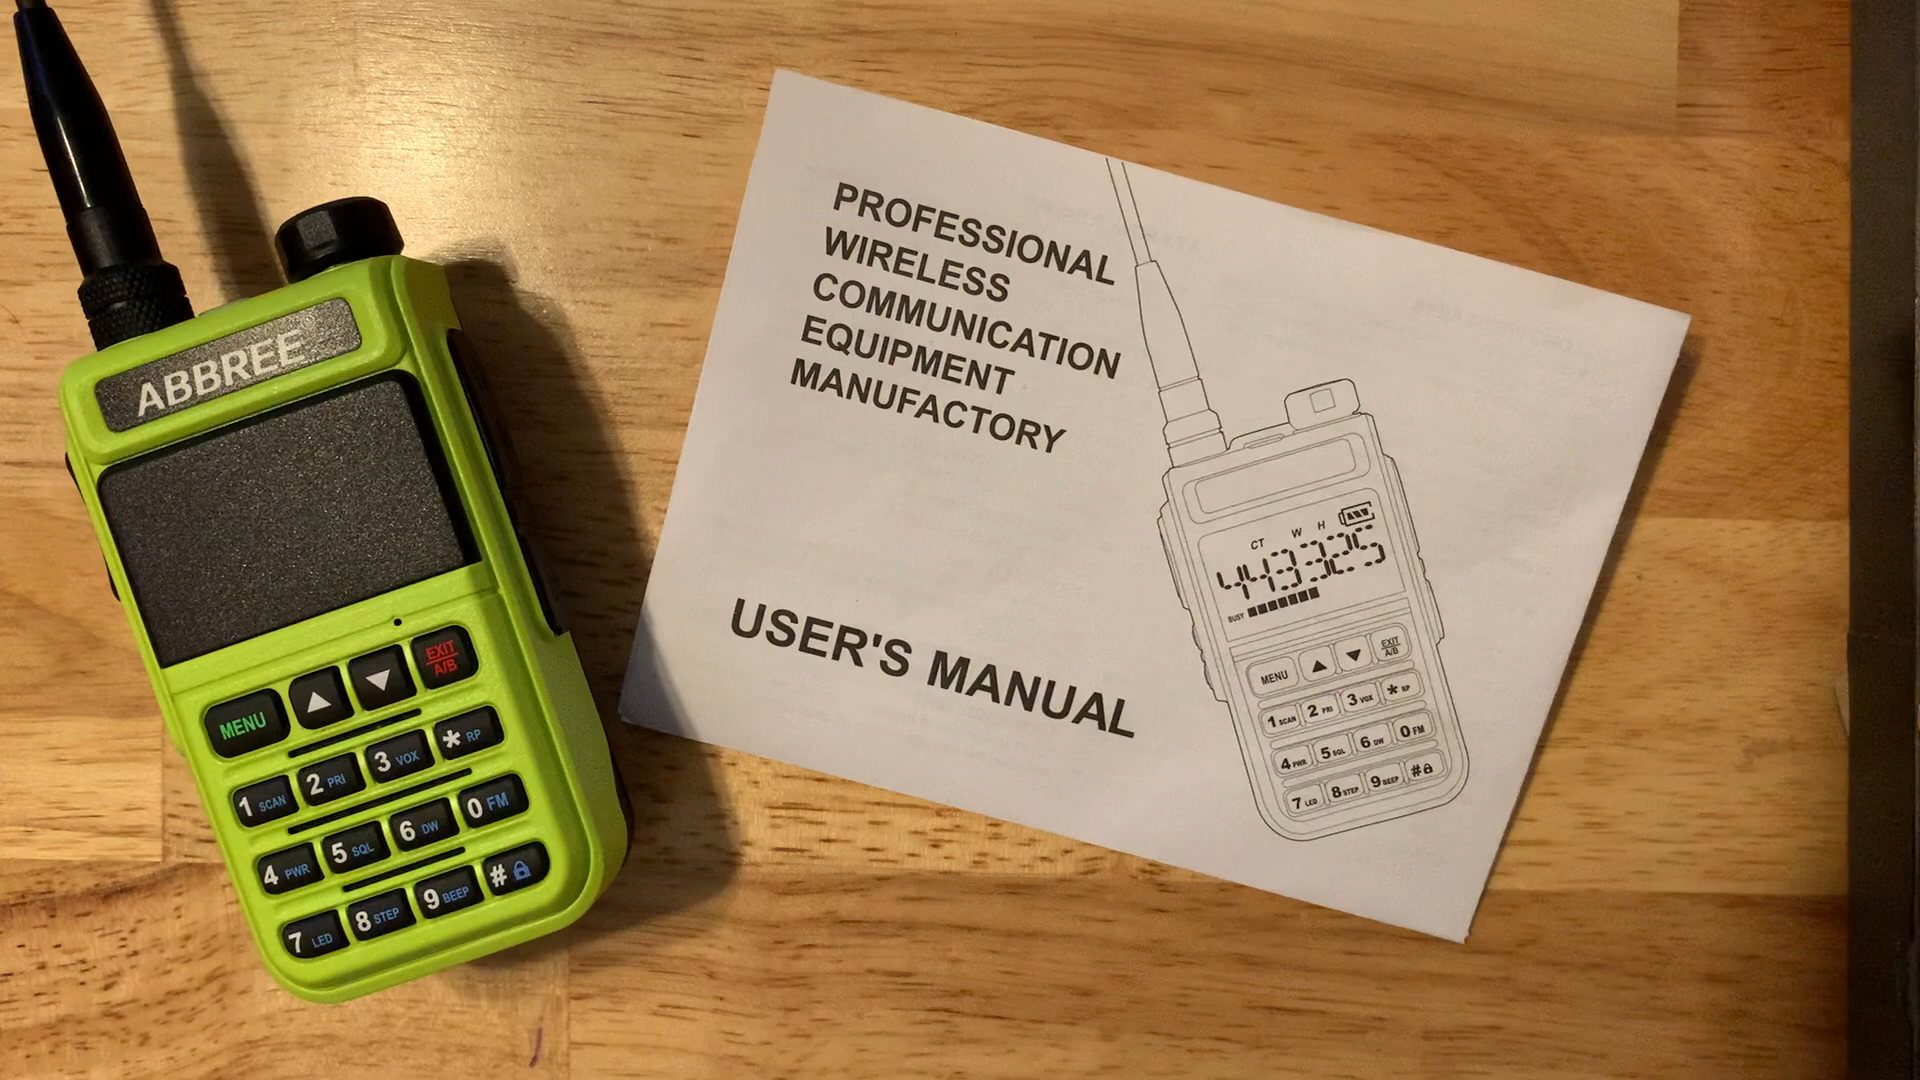 ABBREE®
MENU ▲ ▼ EXIT A/B
1 SCAN 2 PRI 3 VOX * RP
4 PWR 5 SQL 6 DW 0 FM
7 LED 8 STEP 9 BEEP #
PROFESSIONAL
WIRELESS
COMMUNICATION
EQUIPMENT
MANUFACTORY
USER'S MANUAL
CT W H
443325
BUSY
MENU ▲ ▼ EXIT A/B
1 SCAN 2 PRI 3 VOX * RP
4 PWR 5 SQL 6 DW 0 FM
7 LED 8 STEP 9 BEEP #